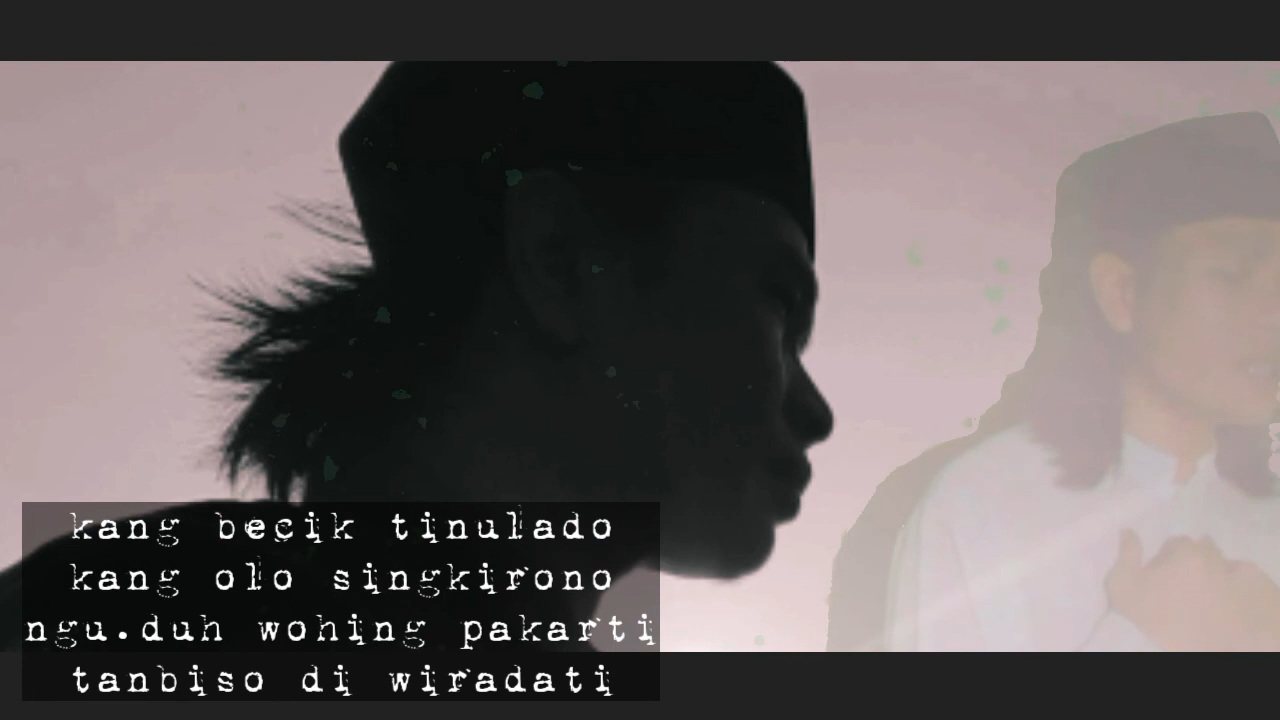 kang becik tinulado
kang olo singkirono
ngu.duh wohing pakarti
tanbiso di wiradati